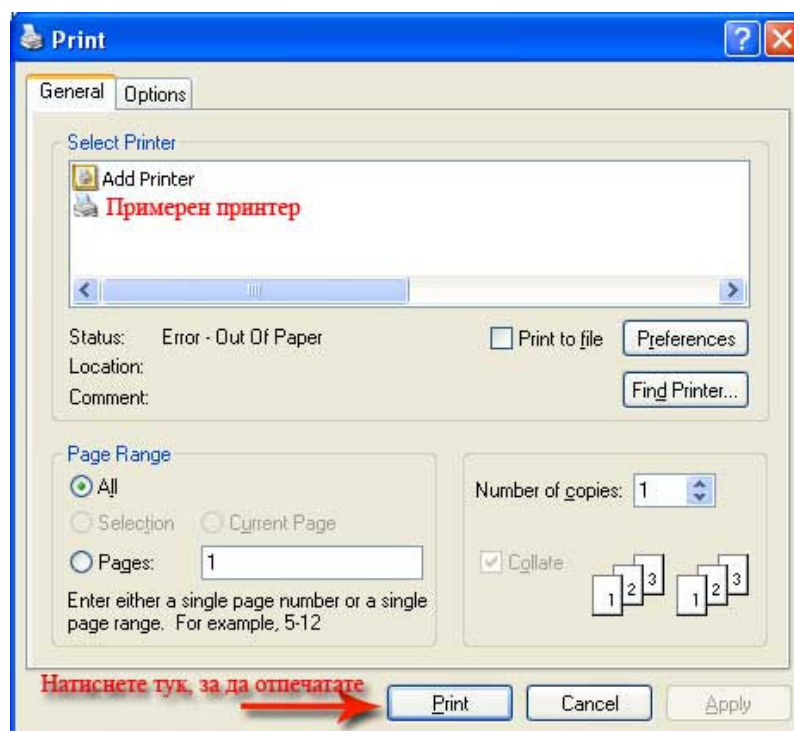 Print
General Options
Select Printer
Add Printer
Примерен принтер
Status: Error - Out Of Paper
Print to file Preferences
Location:
Comment:
Find Printer...
Page Range
All
Selection Current Page
Pages: 1
Enter either a single page number or a single
page range. For example, 5-12
Number of copies: 1
Collate
1 2 3 1 2 3
Натиснете тук, за да отпечатате
Print Cancel Apply